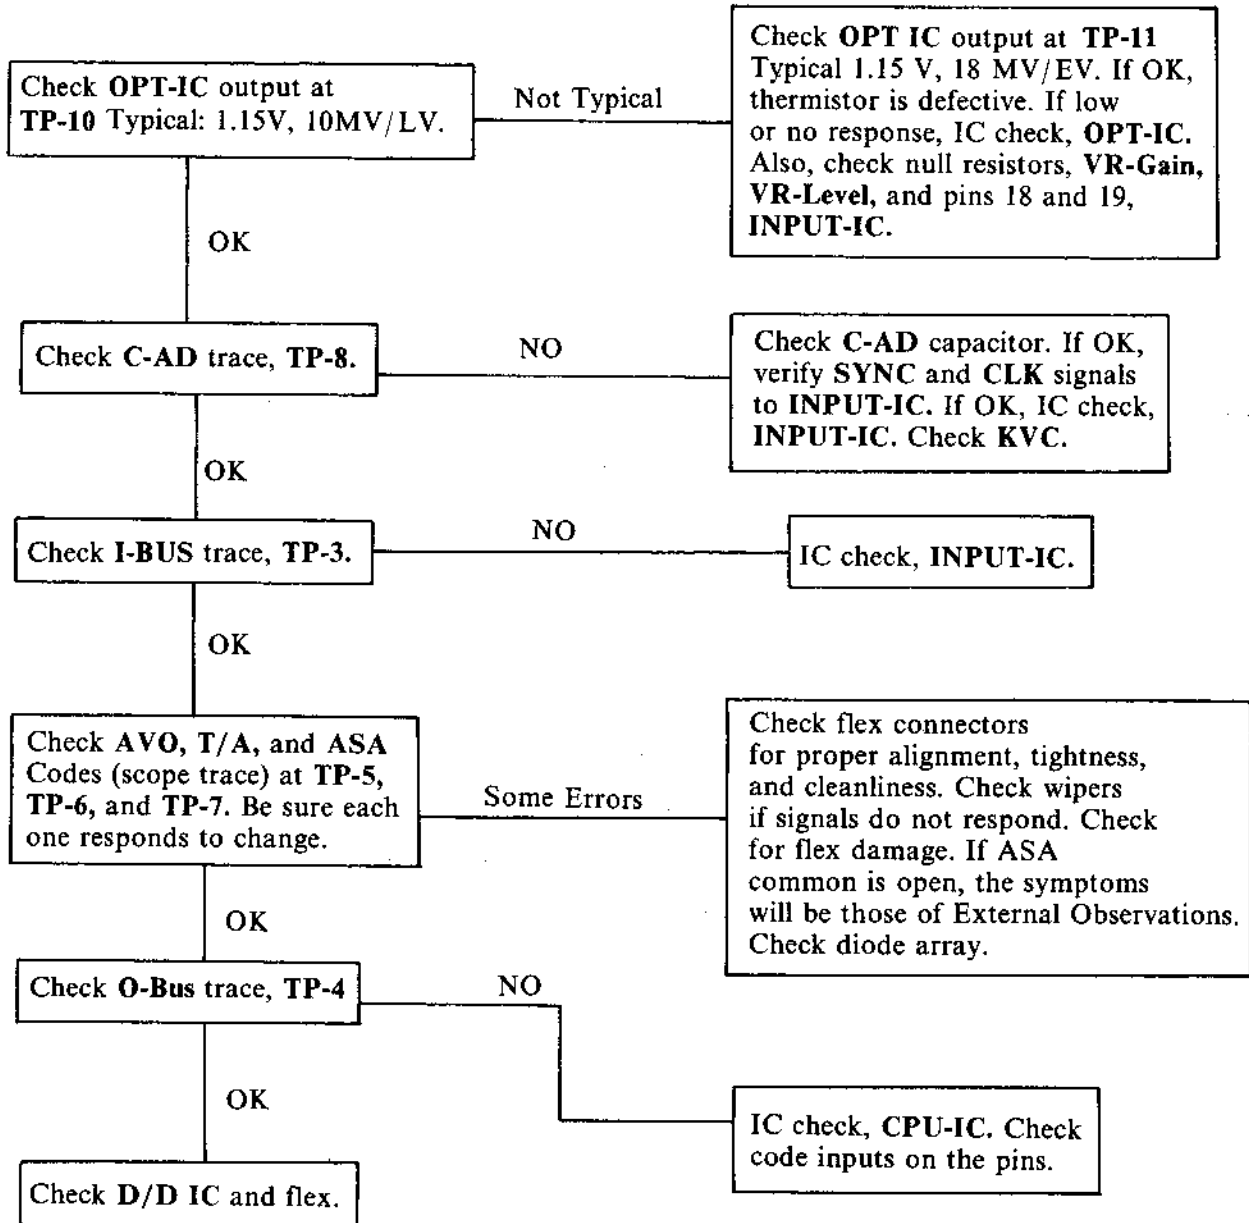 Check OPT-IC output at
TP-10 Typical: 1.15V, 10MV/LV.
Not Typical
Check OPT IC output at TP-11
Typical 1.15 V, 18 MV/EV. If OK,
thermistor is defective. If low
or no response, IC check, OPT-IC.
Also, check null resistors, VR-Gain,
VR-Level, and pins 18 and 19,
INPUT-IC.
OK
Check C-AD trace, TP-8.
NO
Check C-AD capacitor. If OK,
verify SYNC and CLK signals
to INPUT-IC. If OK, IC check,
INPUT-IC. Check KVC.
OK
Check I-BUS trace, TP-3.
NO
IC check, INPUT-IC.
OK
Check AVO, T/A, and ASA
Codes (scope trace) at TP-5,
TP-6, and TP-7. Be sure each
one responds to change.
Some Errors
Check flex connectors
for proper alignment, tightness,
and cleanliness. Check wipers
if signals do not respond. Check
for flex damage. If ASA
common is open, the symptoms
will be those of External Observations.
Check diode array.
OK
Check O-Bus trace, TP-4
NO
IC check, CPU-IC. Check
code inputs on the pins.
OK
Check D/D IC and flex.